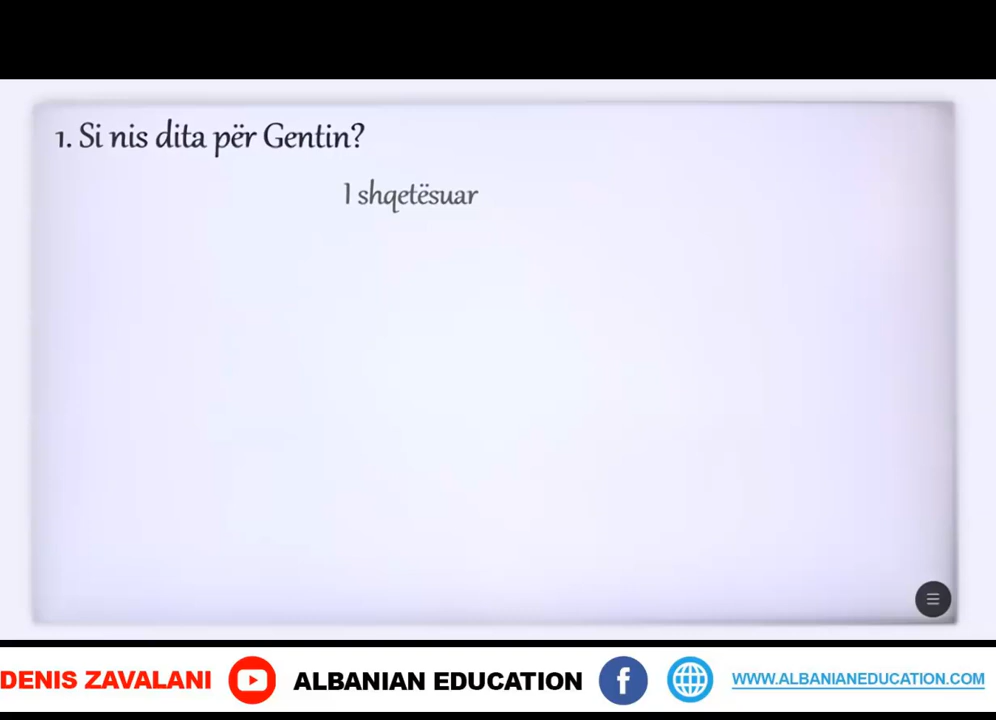 1. Si nis dita për Gentin?
I shqetësuar
DENIS ZAVALANI ALBANIAN EDUCATION f WWW.ALBANIANEDUCATION.COM